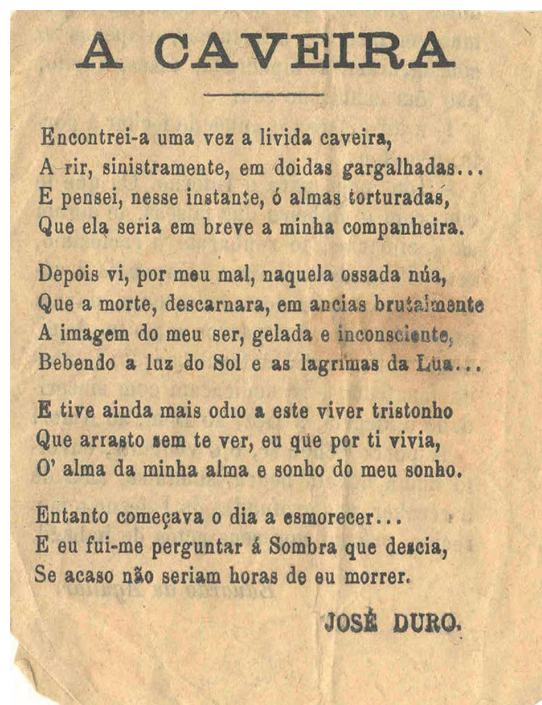 A CAVEIRA
Encontrei-a uma vez a livida caveira,
A rir, sinistramente, em doidas gargalhadas...
E pensei, nesse instante, ó almas torturadas,
Que ela seria em breve a minha companheira.
Depois vi, por meu mal, naquela ossada núa,
Que a morte, descarnara, em ancias brutalmente
A imagem do meu ser, gelada e inconsciente,
Bebendo a luz do Sol e as lagrimas da Lua...
E tive ainda mais odio a este viver tristonho
Que arrasto sem te ver, eu que por ti vivia,
O' alma da minha alma e sonho do meu sonho.
Entanto começava o dia a esmorecer...
E eu fui-me perguntar á Sombra que descia,
Se acaso não seriam horas de eu morrer.
JOSÉ DURO.